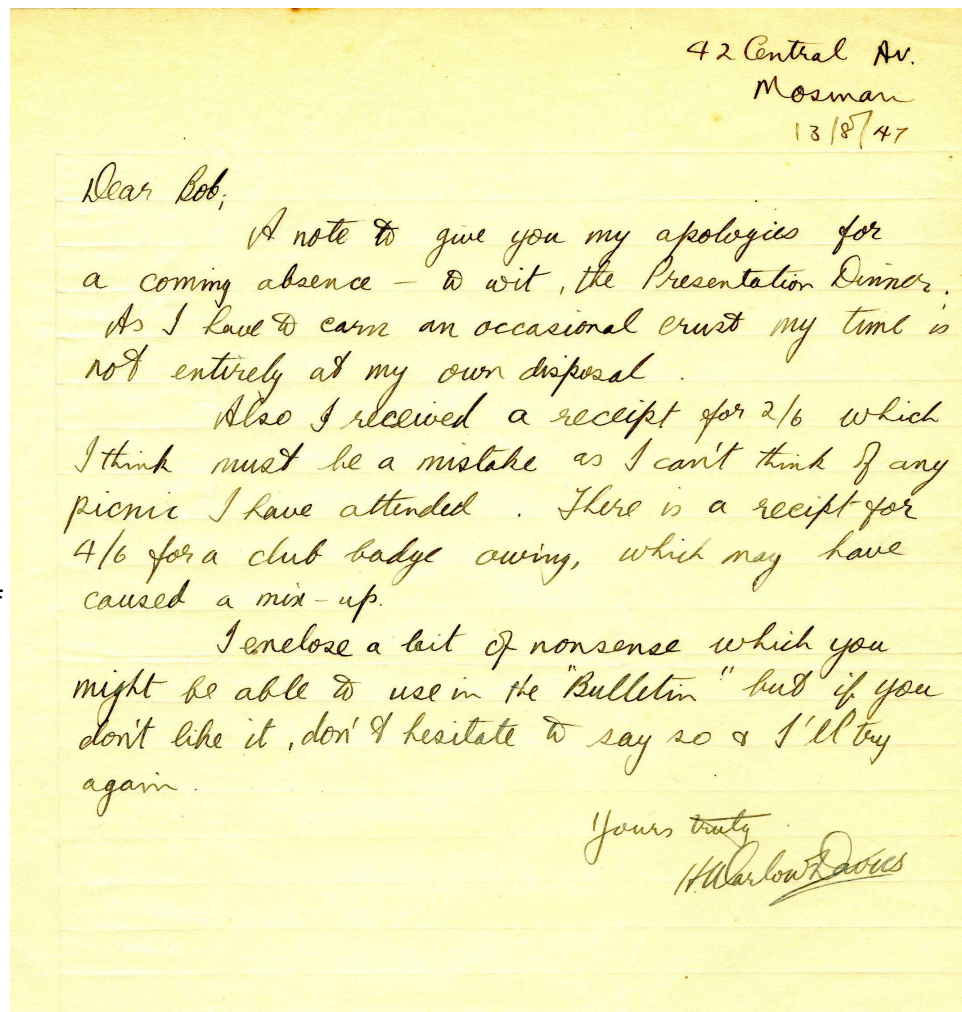 42 Central Av.
Mosman
13/8/47
Dear Bob;
A note to give you my apologies for
a coming absence – to wit, the Presentation Dinner.
As I have to earn an occasional crust my time is
not entirely at my own disposal.
Also I received a receipt for 2/6 which
I think must be a mistake as I can't think of any
picnic I have attended. There is a receipt for
4/6 for a club badge owing, which may have
caused a mix-up.
I enclose a bit of nonsense which you
might be able to use in the "Bulletin" but if you
don't like it, don't hesitate to say so & I'll try
again.
Yours truly.
H Warlow Davies